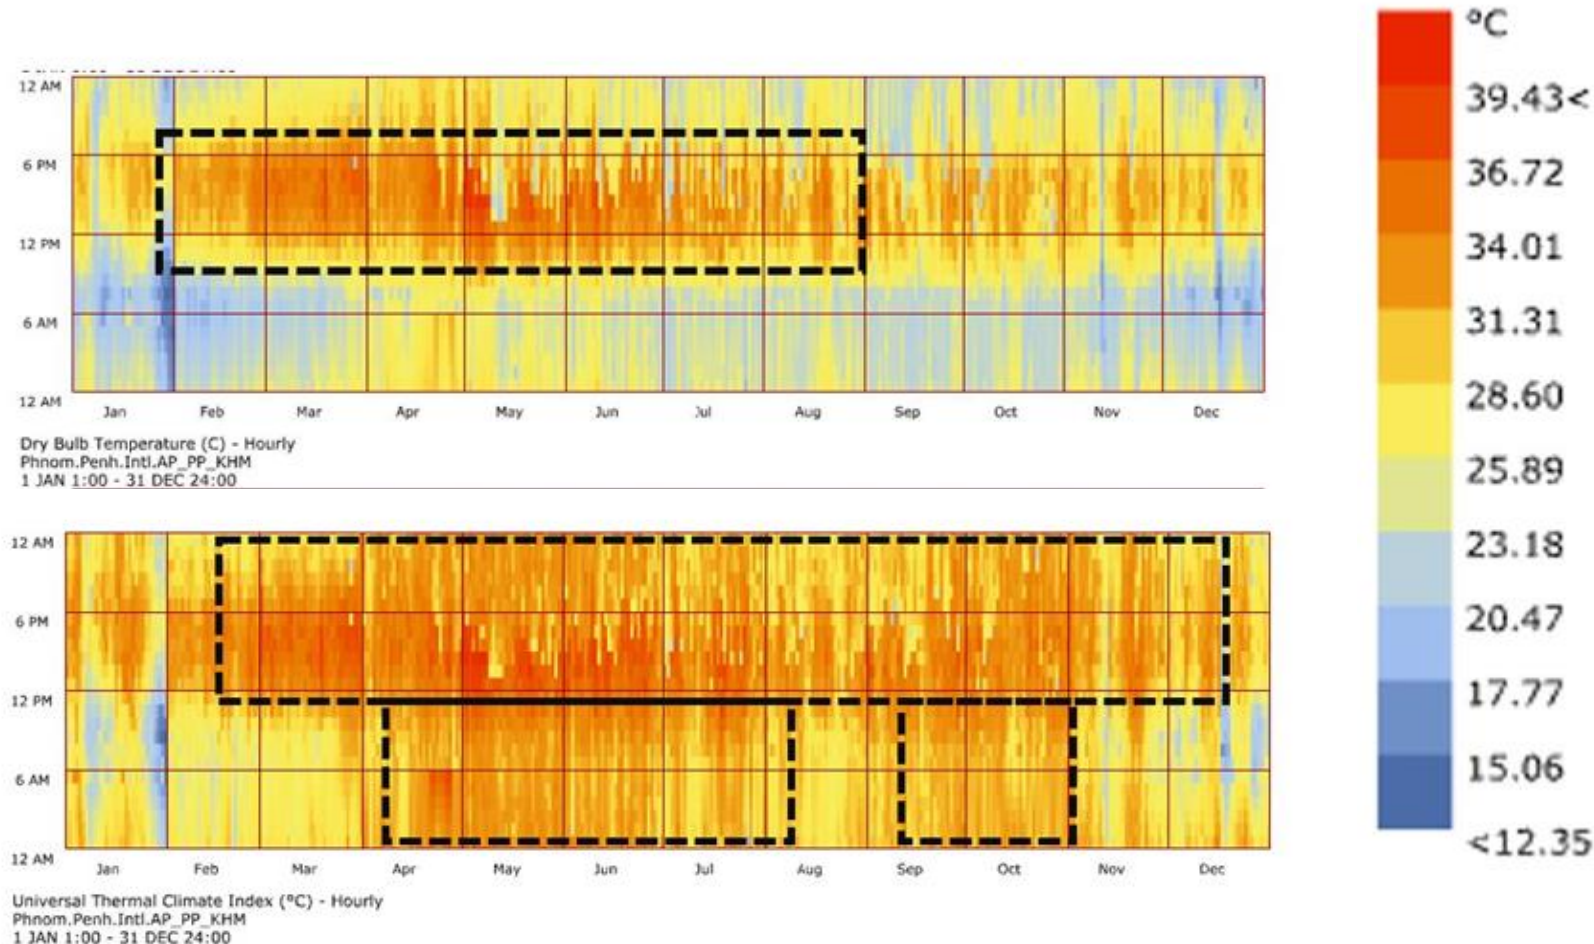 12 AM
6 PM
12 PM
6 AM
12 AM
Jan Feb Mar Apr May Jun Jul Aug Sep Oct Nov Dec
Dry Bulb Temperature (C) - Hourly
Phnom.Penh.Intl.AP_PP_KHM
1 JAN 1:00 - 31 DEC 24:00
12 AM
6 PM
12 PM
6 AM
12 AM
Jan Feb Mar Apr May Jun Jul Aug Sep Oct Nov Dec
Universal Thermal Climate Index (°C) - Hourly
Phnom.Penh.Intl.AP_PP_KHM
1 JAN 1:00 - 31 DEC 24:00
°C
39.43<
36.72
34.01
31.31
28.60
25.89
23.18
20.47
17.77
15.06
<12.35